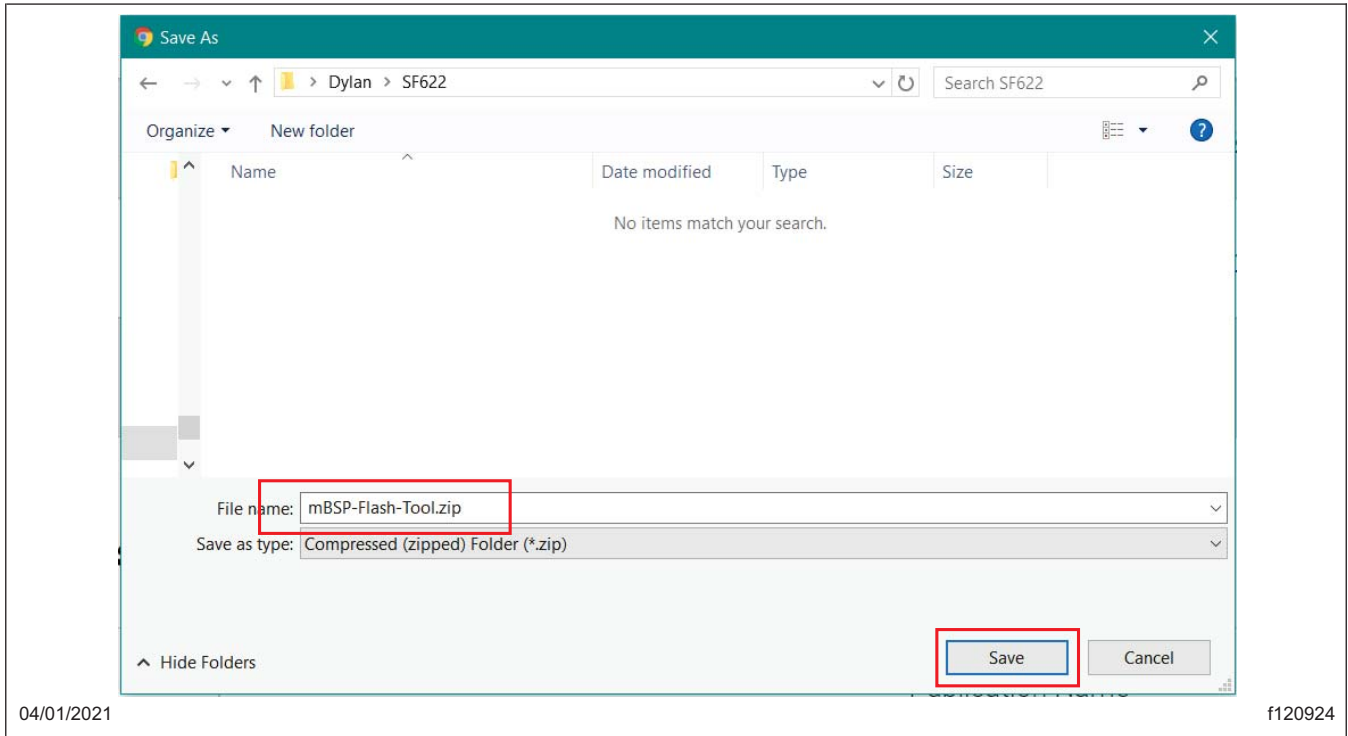 Save As
Dylan > SF622
Search SF622
Organize
New folder
Name
Date modified
Type
Size
No items match your search.
File name: mBSP-Flash-Tool.zip
Save as type: Compressed (zipped) Folder (*.zip)
Hide Folders
Save
Cancel
04/01/2021
f120924